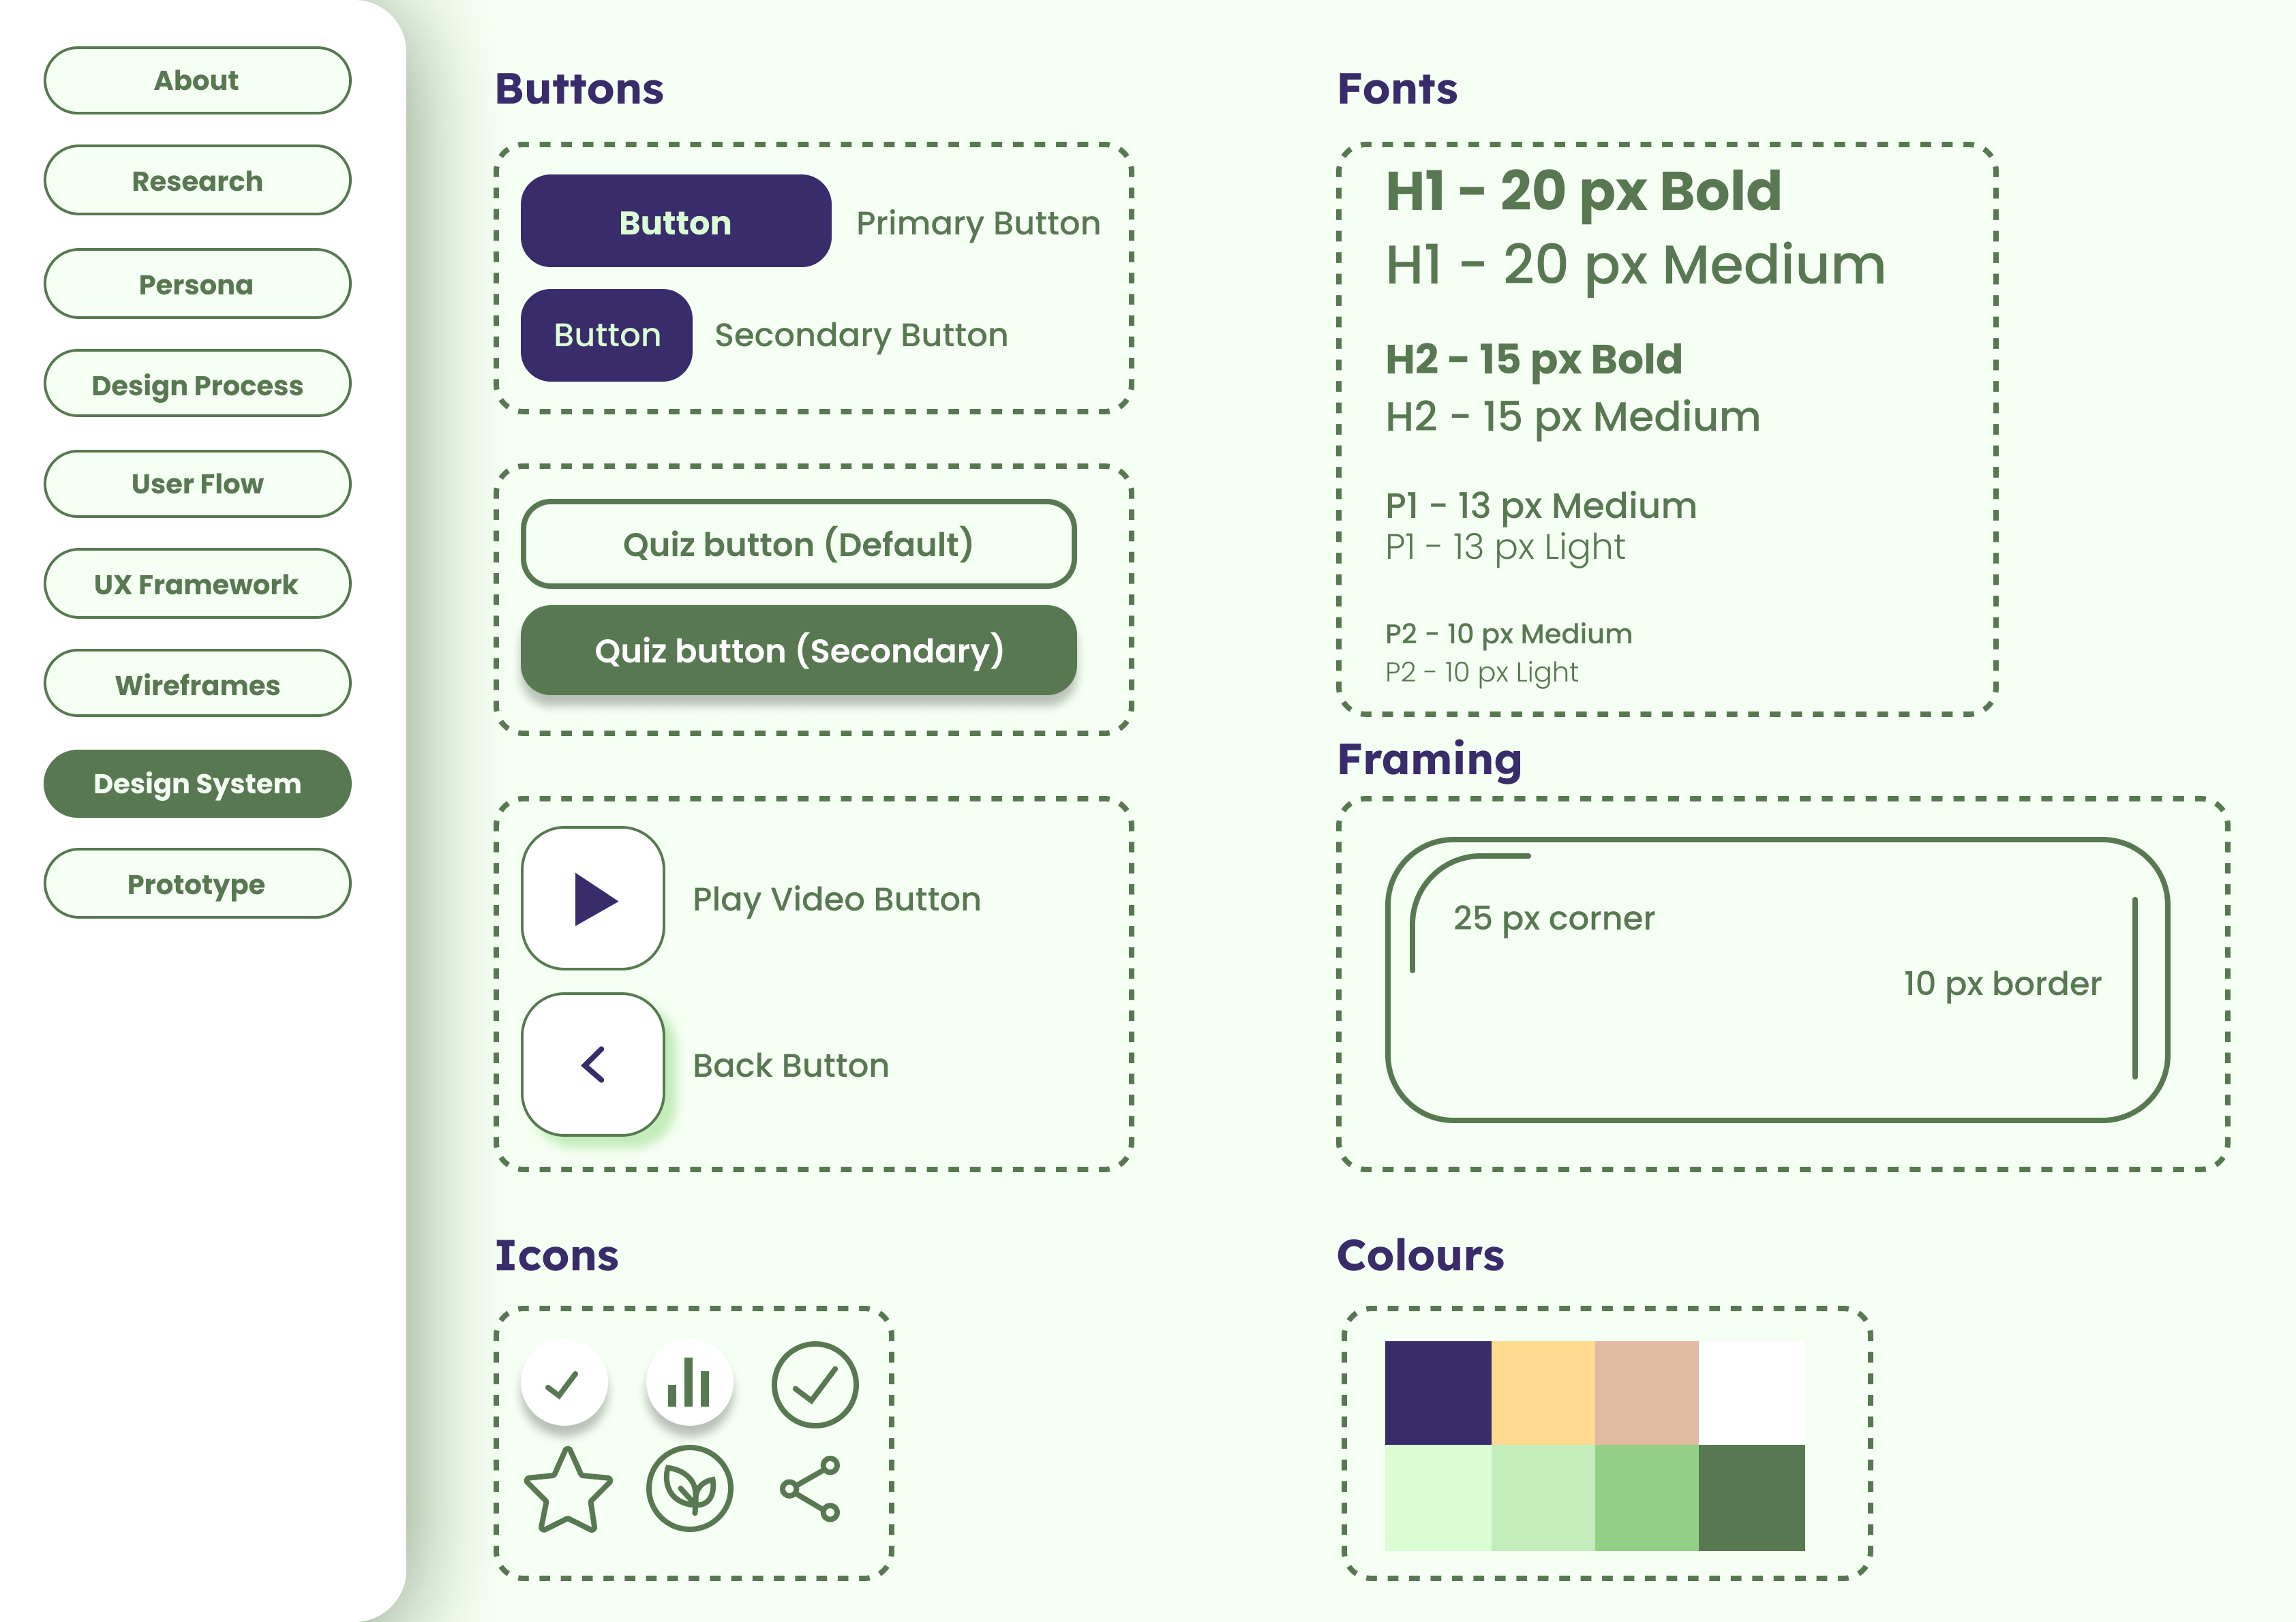 About
Research
Persona
Design Process
User Flow
UX Framework
Wireframes
Design System
Prototype
Buttons
Button
Primary Button
Button
Secondary Button
Quiz button (Default)
Quiz button (Secondary)
Play Video Button
Back Button
Icons
Fonts
H1 - 20 px Bold
H1 - 20 px Medium
H2 - 15 px Bold
H2 - 15 px Medium
P1 - 13 px Medium
P1 - 13 px Light
P2 - 10 px Medium
P2 - 10 px Light
Framing
25 px corner
10 px border
Colours